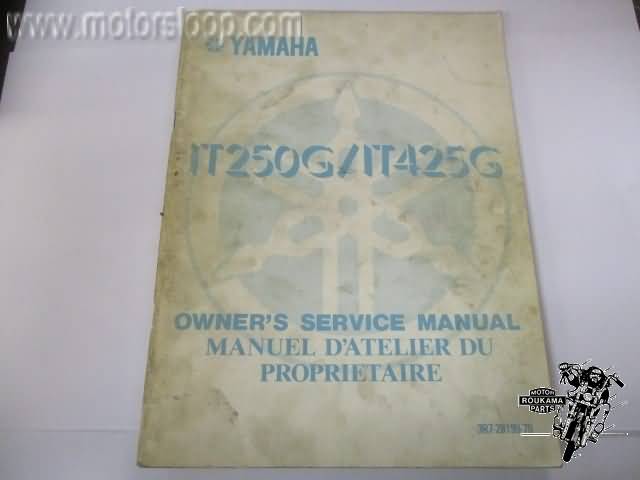 www.motorsloop.com
YAMAHA
IT250G/IT425G
OWNER'S SERVICE MANUAL
MANUEL D'ATELIER DU
PROPRIETAIRE
MOTOR
ROUKAMA
PARTS